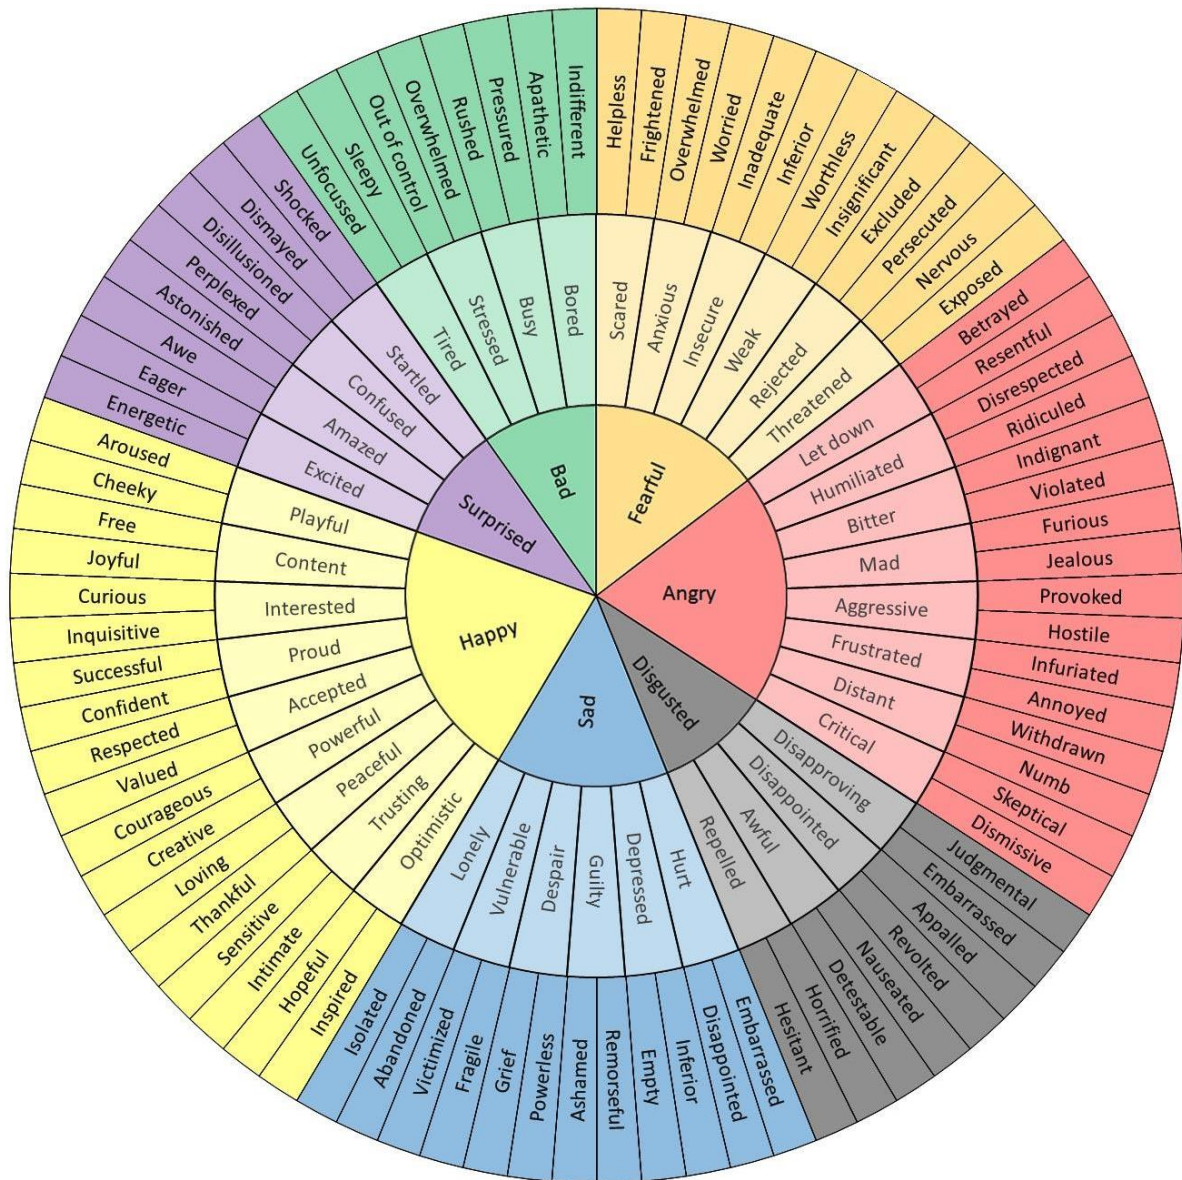 Bad
Fearful
Angry
Disgusted
Sad
Happy
Surprised
Tired
Stressed
Busy
Bored
Scared
Anxious
Insecure
Weak
Rejected
Threatened
Let down
Humiliated
Bitter
Mad
Aggressive
Frustrated
Distant
Critical
Disapproving
Disappointed
Awful
Repelled
Hurt
Depressed
Guilty
Despair
Vulnerable
Lonely
Optimistic
Trusting
Peaceful
Powerful
Accepted
Proud
Interested
Content
Playful
Excited
Amazed
Confused
Startled
Unfocussed
Sleepy
Out of control
Overwhelmed
Rushed
Pressured
Apathetic
Indifferent
Helpless
Frightened
Overwhelmed
Worried
Inadequate
Inferior
Worthless
Insignificant
Excluded
Persecuted
Nervous
Exposed
Betrayed
Resentful
Disrespected
Ridiculed
Indignant
Violated
Furious
Jealous
Provoked
Hostile
Infuriated
Annoyed
Withdrawn
Numb
Skeptical
Dismissive
Judgmental
Embarrassed
Appalled
Revolted
Nauseated
Detestable
Horrified
Hesitant
Embarrassed
Disappointed
Inferior
Empty
Remorseful
Ashamed
Powerless
Grief
Fragile
Victimized
Abandoned
Isolated
Inspired
Hopeful
Intimate
Sensitive
Thankful
Loving
Creative
Courageous
Valued
Respected
Confident
Successful
Inquisitive
Curious
Joyful
Free
Cheeky
Aroused
Energetic
Eager
Awe
Astonished
Perplexed
Disillusioned
Dismayed
Shocked